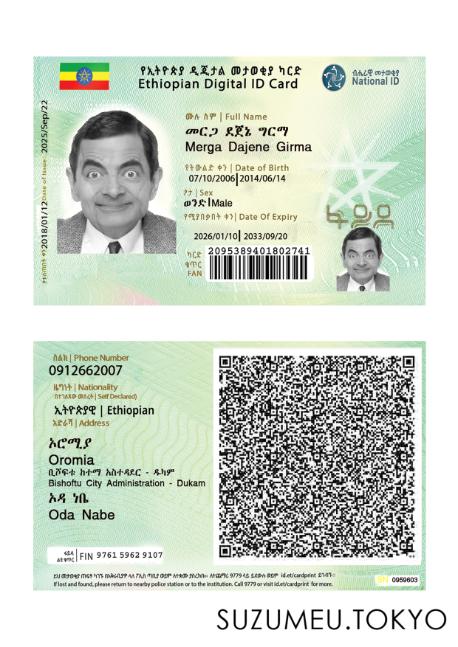 የኢትዮጵያ ዲጂታል መታወቂያ ካርድ
Ethiopian Digital ID Card
ብሔራዊ መታወቂያ
National ID
ሙሉ ስም | Full Name
መርጋ ደጀኔ ግርማ
Merga Dajene Girma
የትውልድ ቀን | Date of Birth
07/10/2006|2014/06/14
ፆታ | Sex
ወንድ|Male
የሚያበቃበት ቀን | Date Of Expiry
2026/01/10| 2033/09/20
ካርድ
ቁጥር
FAN
2095389401802741
2018/01/12 Date of Issue: 2025/Sep/22
ፋይዳ
ስልክ | Phone Number
0912662007
ዜግነት | Nationality
(Self Declared)
ኢትዮጵያዊ | Ethiopian
አድራሻ | Address
ኦሮሚያ
Oromia
ቢሾፍቱ ከተማ አስተዳደር - ዱካም
Bishoftu City Administration - Dukam
ኦዳ ነቤ
Oda Nabe
FIN 9761 5962 9107
If lost and found, please return to nearby police station or to the institution. Call 9779 or visit id.et/cardprint for more.
SN 0959603
SUZUMEU.TOKYO